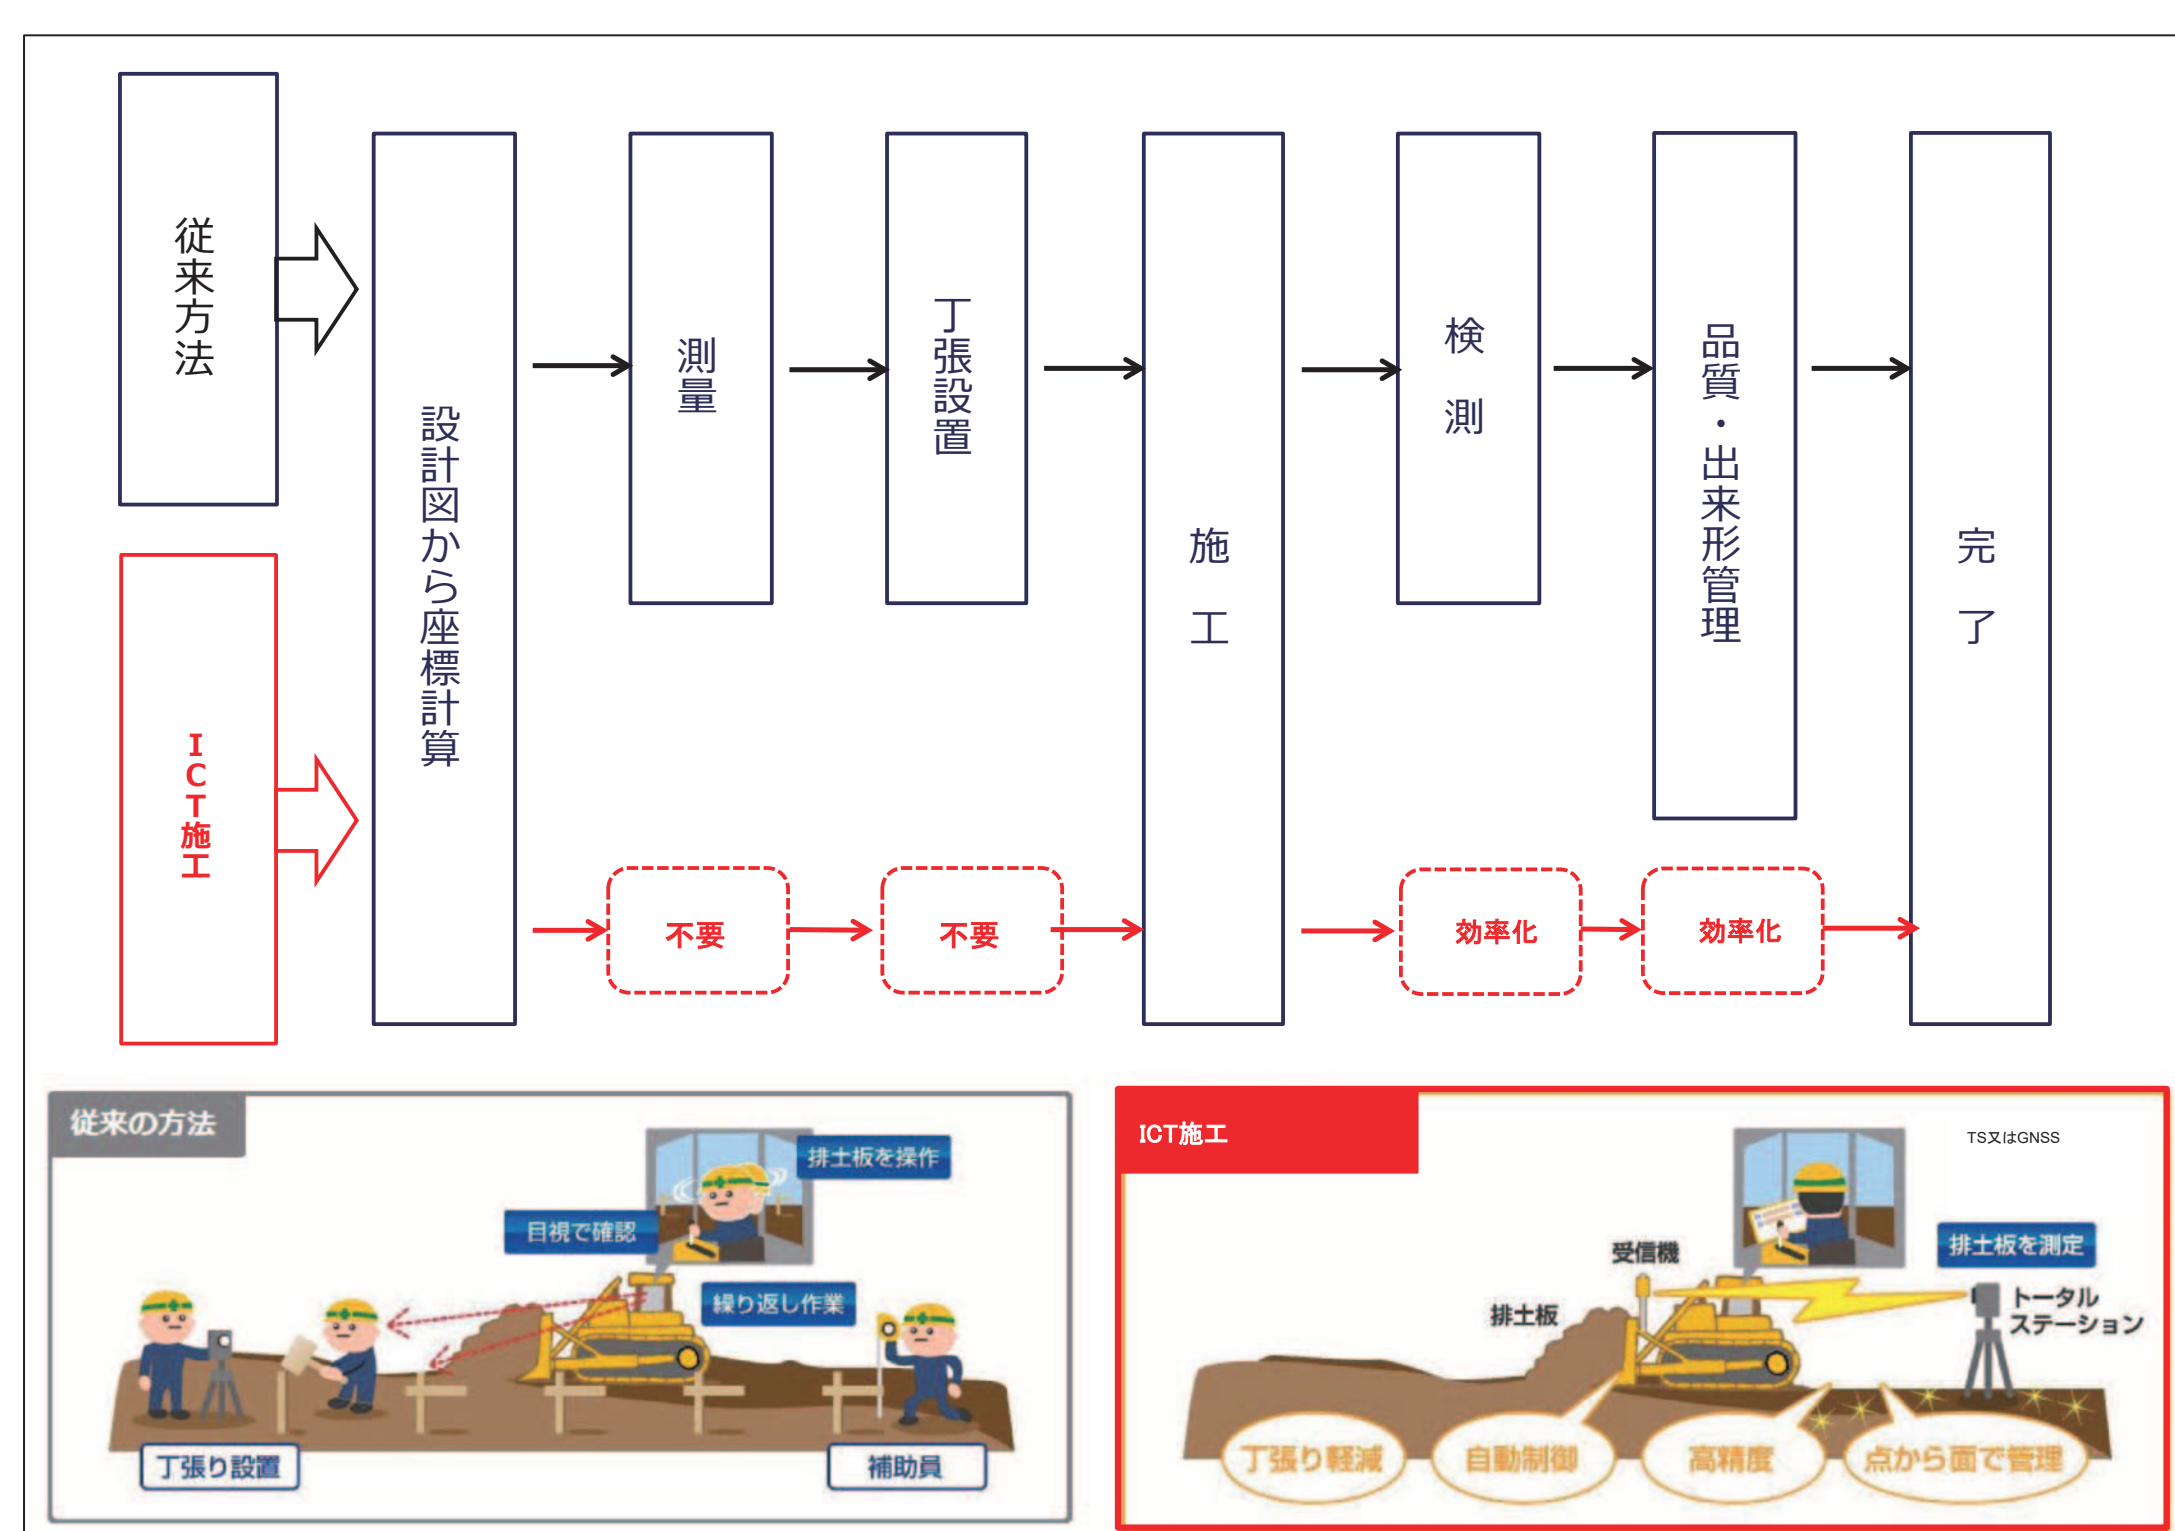 従来方法
設計図から座標計算
測量
丁張設置
施工
検測
品質・出来形管理
完了
ICT施工
不要
不要
効率化
効率化
従来の方法
排土板を操作
目視で確認
繰り返し作業
丁張り設置
補助員
ICT施工
TS又はGNSS
排土板を測定
受信機
排土板
トータル
ステーション
丁張り軽減
自動制御
高精度
点から面で管理